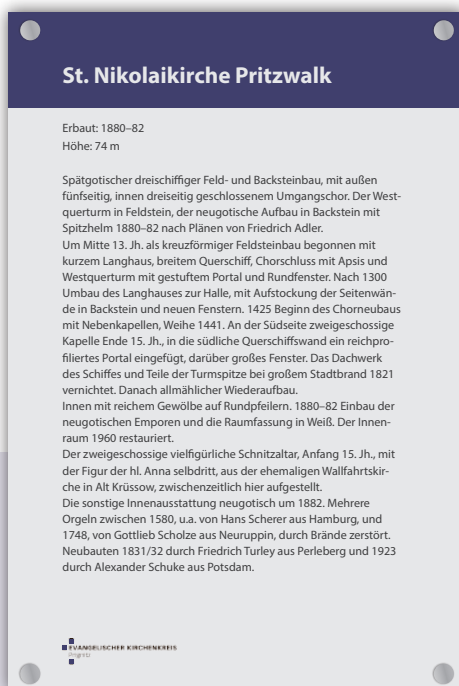 St. Nikolaikirche Pritzwalk
Erbaut: 1880–82
Höhe: 74 m
Spätgotischer dreischiffiger Feld- und Backsteinbau, mit außen
fünfseitig, innen dreiseitig geschlossenem Umgangschor. Der West-
querturm in Feldstein, der neugotische Aufbau in Backstein mit
Spitzhelm 1880–82 nach Plänen von Friedrich Adler.
Um Mitte 13. Jh. als kreuzförmiger Feldsteinbau begonnen mit
kurzem Langhaus, breitem Querschiff, Chorschluss mit Apsis und
Westquerturm mit gestuftem Portal und Rundfenster. Nach 1300
Umbau des Langhauses zur Halle, mit Aufstockung der Seitenwän-
de in Backstein und neuen Fenstern. 1425 Beginn des Chorneubaus
mit Nebenkapellen, Weihe 1441. An der Südseite zweigeschossige
Kapelle Ende 15. Jh., in die südliche Querschiffswand ein reichpro-
filiertes Portal eingefügt, darüber großes Fenster. Das Dachwerk
des Schiffes und Teile der Turmspitze bei großem Stadtbrand 1821
vernichtet. Danach allmählicher Wiederaufbau.
Innen mit reichem Gewölbe auf Rundpfeilern. 1880–82 Einbau der
neugotischen Emporen und die Raumfassung in Weiß. Der Innen-
raum 1960 restauriert.
Der zweigeschossige vielfigürliche Schnitzaltar, Anfang 15. Jh., mit
der Figur der hl. Anna selbdritt, aus der ehemaligen Wallfahrtskir-
che in Alt Krüssow, zwischenzeitlich hier aufgestellt.
Die sonstige Innenausstattung neugotisch um 1882. Mehrere
Orgeln zwischen 1580, u.a. von Hans Scherer aus Hamburg, und
1748, von Gottlieb Scholze aus Neuruppin, durch Brände zerstört.
Neubauten 1831/32 durch Friedrich Turley aus Perleberg und 1923
durch Alexander Schuke aus Potsdam.
EVANGELISCHER KIRCHENKREIS
Prignitz